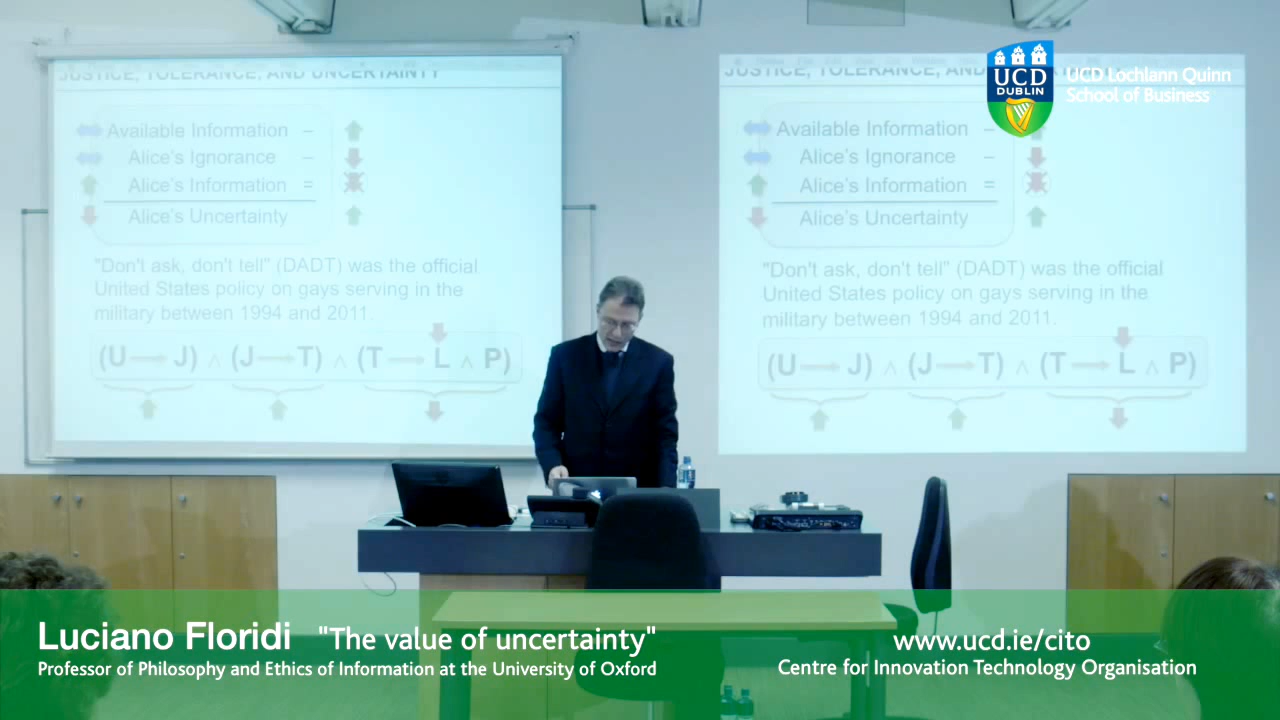 JUSTICE, TOLERANCE, AND UNCERTAINTY
Available Information –
Alice's Ignorance –
Alice's Information =
Alice's Uncertainty
"Don't ask, don't tell" (DADT) was the official
United States policy on gays serving in the
military between 1994 and 2011.
(U J) ∧ (J T) ∧ (T L ∧ P)
JUSTICE, TOLERANCE, AND
Available Information –
Alice's Ignorance –
Alice's Information =
Alice's Uncertainty
"Don't ask, don't tell" (DADT) was the official
United States policy on gays serving in the
military between 1994 and 2011.
(U J) ∧ (J T) ∧ (T L ∧ P)
UCD
DUBLIN
UCD Lochlann Quinn
School of Business
Luciano Floridi "The value of uncertainty"
Professor of Philosophy and Ethics of Information at the University of Oxford
www.ucd.ie/cito
Centre for Innovation Technology Organisation